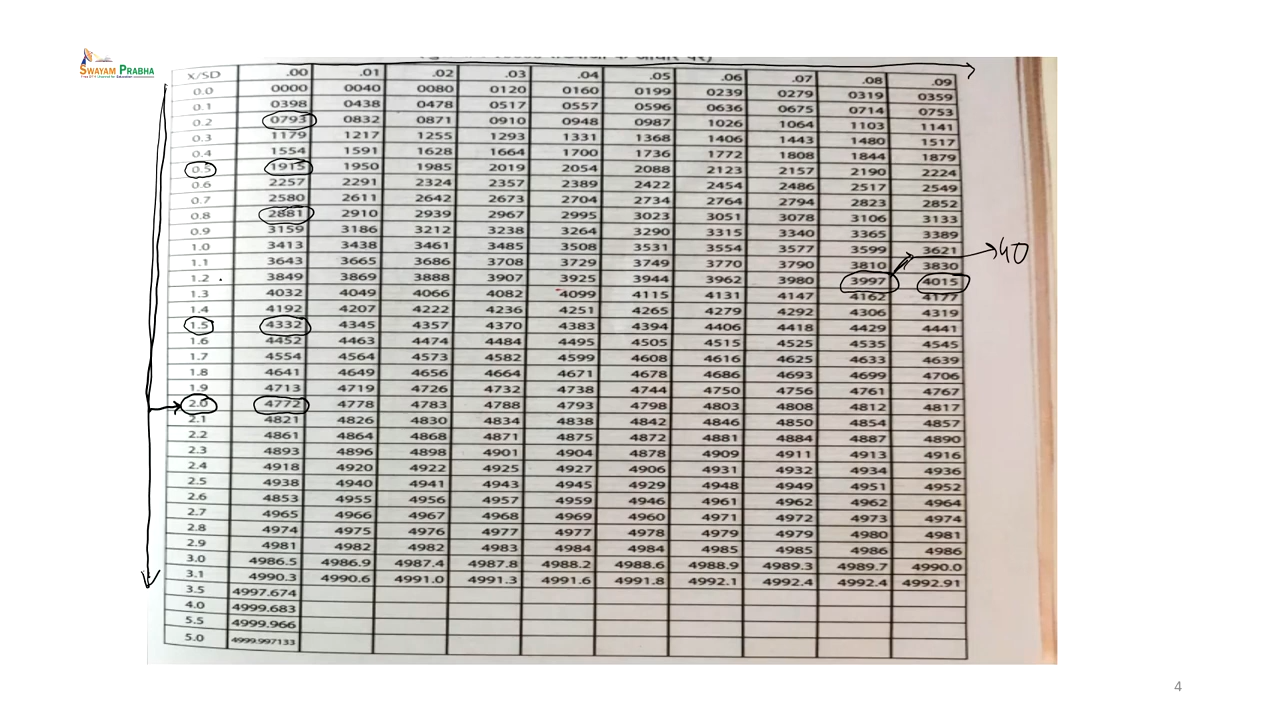 SWAYAM PRABHA
X/SD .00 .01 .02 .03 .04 .05 .06 .07 .08 .09
0.0 0000 0040 0080 0120 0160 0199 0239 0279 0319 0359
0.1 0398 0438 0478 0517 0557 0596 0636 0675 0714 0753
0.2 0793 0832 0871 0910 0948 0987 1026 1064 1103 1141
0.3 1179 1217 1255 1293 1331 1368 1406 1443 1480 1517
0.4 1554 1591 1628 1664 1700 1736 1772 1808 1844 1879
0.5 1915 1950 1985 2019 2054 2088 2123 2157 2190 2224
0.6 2257 2291 2324 2357 2389 2422 2454 2486 2517 2549
0.7 2580 2611 2642 2673 2704 2734 2764 2794 2823 2852
0.8 2881 2910 2939 2967 2995 3023 3051 3078 3106 3133
0.9 3159 3186 3212 3238 3264 3290 3315 3340 3365 3389
1.0 3413 3438 3461 3485 3508 3531 3554 3577 3599 3621 40
1.1 3643 3665 3686 3708 3729 3749 3770 3790 3810 3830
1.2 3849 3869 3888 3907 3925 3944 3962 3980 3997 4015
1.3 4032 4049 4066 4082 4099 4115 4131 4147 4162 4177
1.4 4192 4207 4222 4236 4251 4265 4279 4292 4306 4319
1.5 4332 4345 4357 4370 4383 4394 4406 4418 4429 4441
1.6 4452 4463 4474 4484 4495 4505 4515 4525 4535 4545
1.7 4554 4564 4573 4582 4599 4608 4616 4625 4633 4639
1.8 4641 4649 4656 4664 4671 4678 4686 4693 4699 4706
1.9 4713 4719 4726 4732 4738 4744 4750 4756 4761 4767
2.0 4772 4778 4783 4788 4793 4798 4803 4808 4812 4817
2.1 4821 4826 4830 4834 4838 4842 4846 4850 4854 4857
2.2 4861 4864 4868 4871 4875 4872 4881 4884 4887 4890
2.3 4893 4896 4898 4901 4904 4878 4909 4911 4913 4916
2.4 4918 4920 4922 4925 4927 4906 4931 4932 4934 4936
2.5 4938 4940 4941 4943 4945 4929 4948 4949 4951 4952
2.6 4853 4955 4956 4957 4959 4946 4961 4962 4962 4964
2.7 4965 4966 4967 4968 4969 4960 4971 4972 4973 4974
2.8 4974 4975 4976 4977 4977 4978 4979 4979 4980 4981
2.9 4981 4982 4982 4983 4984 4984 4985 4985 4986 4986
3.0 4986.5 4986.9 4987.4 4987.8 4988.2 4988.6 4988.9 4989.3 4989.7 4990.0
3.1 4990.3 4990.6 4991.0 4991.3 4991.6 4991.8 4992.1 4992.4 4992.4 4992.91
3.5 4997.674
4.0 4999.683
5.5 4999.966
5.0 4999.997133
4